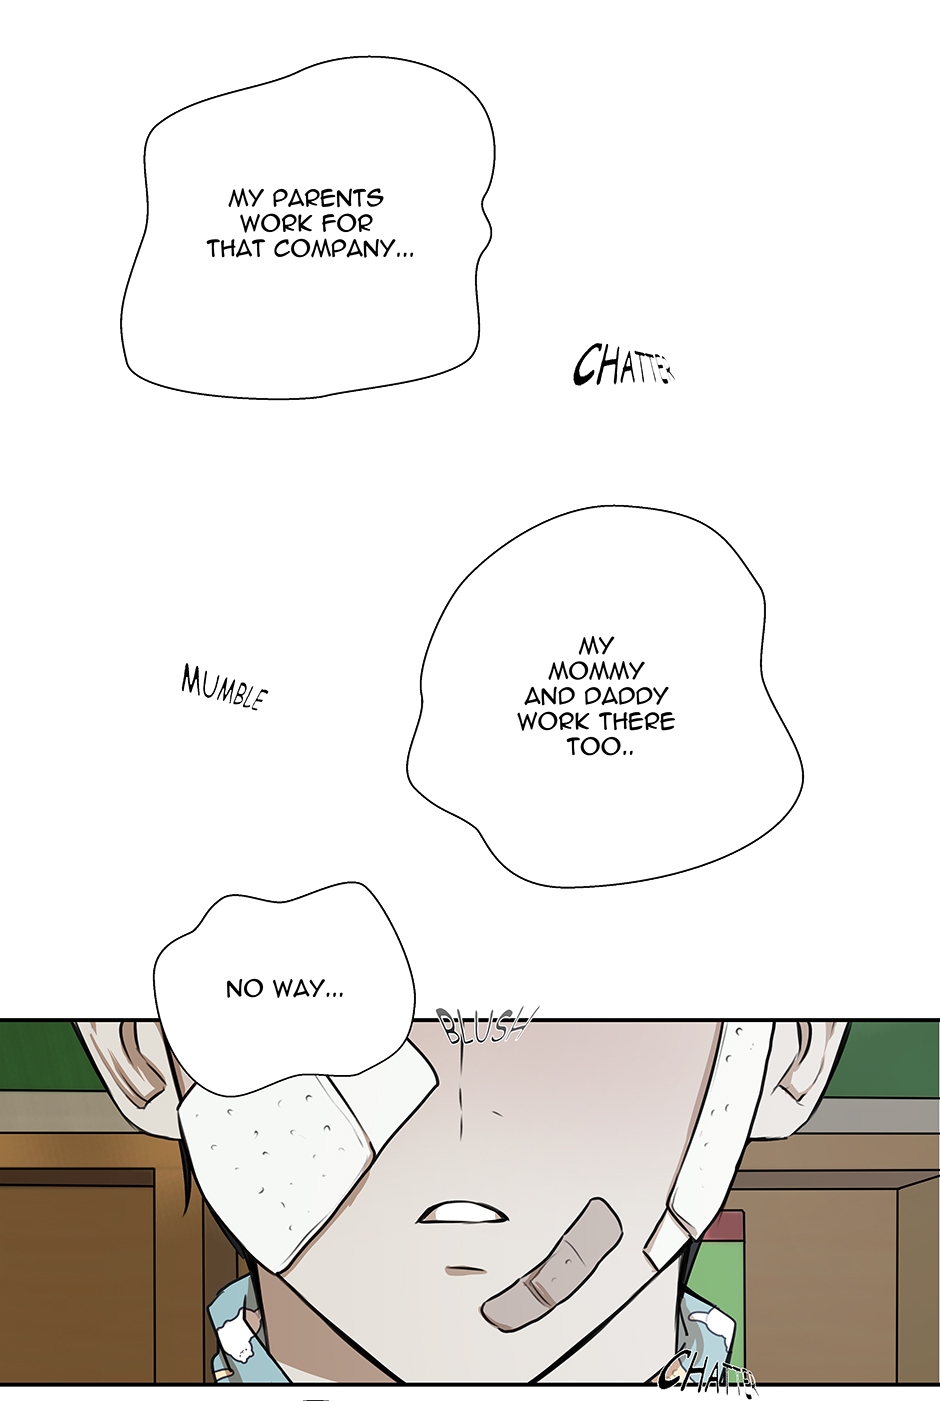 MY PARENTS
WORK FOR
THAT COMPANY...
CHATTER
MY
MOMMY
AND DADDY
WORK THERE
TOO..
MUMBLE
NO WAY...
BLUSH
CHATTER